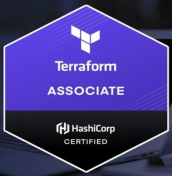 Terraform
ASSOCIATE
HashiCorp
CERTIFIED